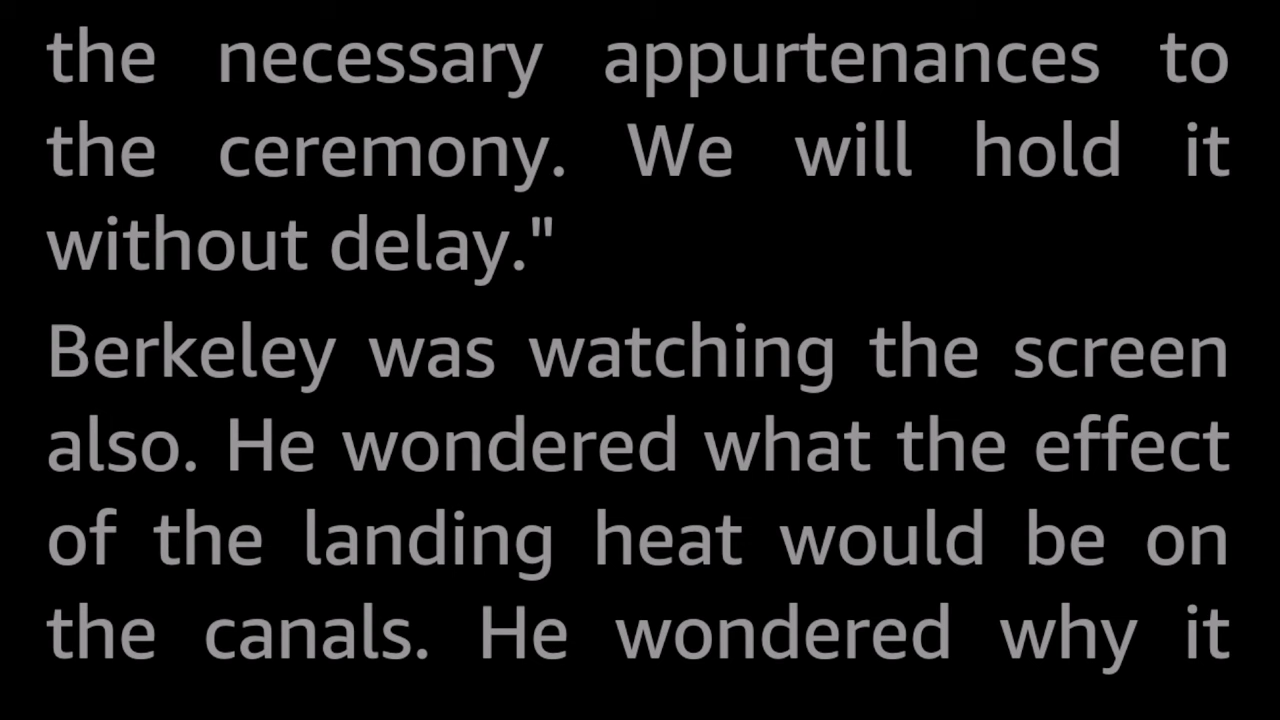 the necessary appurtenances to
the ceremony. We will hold it
without delay."
Berkeley was watching the screen
also. He wondered what the effect
of the landing heat would be on
the canals. He wondered why it